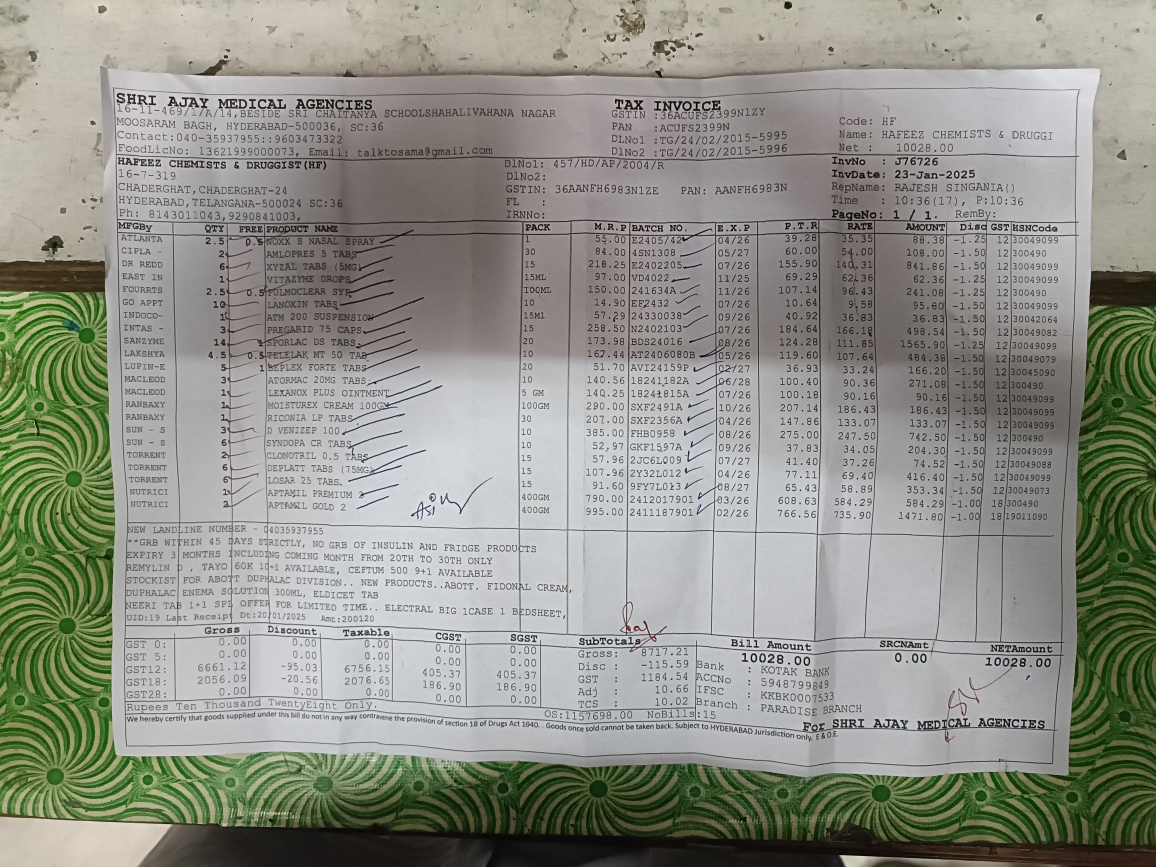 SHRI AJAY MEDICAL AGENCIES
16-11-469/1/A/14,BESIDE SRI CHAITANYA SCHOOLSHAHALIVAHANA NAGAR
MOOSARAM BAGH, HYDERABAD-500036, SC:36
Contact:040-35937955::9603473322
FoodLicNo: 13621999000073, Email: talktosama@gmail.com
TAX INVOICE
GSTIN :36ACUFS2399N1ZY
PAN :ACUFS2399N
DLNo1 :TG/24/02/2015-5995
DLNo2 :TG/24/02/2015-5996
Code: HF
Name: HAFEEZ CHEMISTS & DRUGGI
Net : 10028.00
HAFEEZ CHEMISTS & DRUGGIST(HF)
16-7-319
CHADERGHAT,CHADERGHAT-24
HYDERABAD,TELANGANA-500024 SC:36
Ph: 8143011043,9290841003,
DlNo1: 457/HD/AP/2004/R
DlNo2:
GSTIN: 36AANFH6983N1ZE PAN: AANFH6983N
FL :
IRNNo:
InvNo : J76726
InvDate: 23-Jan-2025
RepName: RAJESH SINGANIA()
Time : 10:36(17), P:10:36
PageNo: 1 / 1. RemBy:
MFGBy QTY FREE PRODUCT NAME PACK M.R.P BATCH NO. E.X.P P.T.R RATE AMOUNT Disc GST HSNCode
ATLANTA 2.5 0.5 NOXX S NASAL SPRAY 1 55.00 E2405/42 04/26 39.28 35.35 88.38 -1.25 12 30049099
CIPLA - 2 AMLOPRES 5 TABS 30 84.00 4SN1308 05/27 60.00 54.00 108.00 -1.50 12 300490
DR REDD 6 XYZAL TABS (5MG) 15 218.25 E2402205 07/26 155.90 140.31 841.86 -1.50 12 30049099
EAST IN 1 VITAZYME DROPS 15ML 97.00 VD4022 11/25 69.29 62.36 62.36 -1.25 12 30049099
FOURRTS 2.5 0.5 FULMOCLEAR SYP 100ML 150.00 241634A 11/26 107.14 96.43 241.08 -1.25 12 300490
GO APPT 10 LANOXIN TABS 10 14.90 EF2432 07/26 10.64 9.58 95.80 -1.50 12 30049099
INDOCO- 1 ATM 200 SUSPENSION 15Ml 57.29 24330038 09/26 40.92 36.83 36.83 -1.50 12 30042064
INTAS - 3 PREGABID 75 CAPS 15 258.50 N2402103 07/26 184.64 166.18 498.54 -1.50 12 30049082
SANZYME 14 1 SPORLAC DS TABS 20 173.98 BDS24016 08/26 124.28 111.85 1565.90 -1.25 12 30049099
LAKSHYA 4.5 0.5 TELELAK MT 50 TAB 10 167.44 AT2406080B 05/26 119.60 107.64 484.38 -1.50 12 30049079
LUPIN-E 5 1 BEPLEX FORTE TABS 20 51.70 AVI24159P 02/27 36.93 33.24 166.20 -1.50 12 30045090
MACLEOD 3 ATORMAC 20MG TABS 10 140.56 18241182A 06/28 100.40 90.36 271.08 -1.50 12 300490
MACLEOD 1 LEXANOX PLUS OINTMENT 5 GM 140.25 18241815A 07/26 100.18 90.16 90.16 -1.50 12 30049099
RANBAXY 1 MOISTUREX CREAM 100GM 100GM 290.00 SXF2491A 10/26 207.14 186.43 186.43 -1.50 12 30049099
RANBAXY 1 RICONIA LP TABS 30 207.00 SXF2356A 04/26 147.86 133.07 133.07 -1.50 12 30049099
SUN - S 3 D VENIZEP 100 10 385.00 FHB0958 08/26 275.00 247.50 742.50 -1.50 12 300490
SUN - S 6 SYNDOPA CR TABS 10 52.97 GKF1597A 09/26 37.83 34.05 204.30 -1.50 12 30049099
TORRENT 2 CLONOTRIL 0.5 TABS 15 57.96 2JC6L009 07/27 41.40 37.26 74.52 -1.50 12 30049088
TORRENT 6 DEPLATT TABS (75MG) 15 107.96 2Y32L012 04/26 77.11 69.40 416.40 -1.50 12 30049099
TORRENT 6 LOSAR 25 TABS 15 91.60 9FY7L023 08/27 65.43 58.89 353.34 -1.50 12 30049073
NUTRICI 1 APTAMIL PREMIUM 2 400GM 790.00 2412017901 03/26 608.63 584.29 584.29 -1.00 18 300490
NUTRICI 2 APTAMIL GOLD 2 400GM 995.00 2411187901 02/26 766.56 735.90 1471.80 -1.00 18 19011090
NEW LANDLINE NUMBER - 04035937955
**GRB WITHIN 45 DAYS STRICTLY, NO GRB OF INSULIN AND FRIDGE PRODUCTS
EXPIRY 3 MONTHS INCLUDING COMING MONTH FROM 20TH TO 30TH ONLY
REMYLIN D , TAYO 60K 10+1 AVAILABLE, CEFTUM 500 9+1 AVAILABLE
STOCKIST FOR ABOTT DUPHALAC DIVISION.. NEW PRODUCTS..ABOTT. FIDONAL CREAM,
DUPHALAC ENEMA SOLUTION 300ML, ELDICET TAB
NEERI TAB 1+1 SPL OFFER FOR LIMITED TIME.. ELECTRAL BIG 1CASE 1 BEDSHEET,
UID:19 Last Receipt Dt:20/01/2025 Amt:200120
Gross Discount Taxable CGST SGST
GST 0: 0.00 0.00 0.00 0.00 0.00
GST 5: 0.00 0.00 0.00 0.00 0.00
GST12: 6661.12 -95.03 6756.15 405.37 405.37
GST18: 2056.09 -20.56 2076.65 186.90 186.90
GST28: 0.00 0.00 0.00 0.00 0.00
SubTotals
Gross: 8717.21
Disc : -115.59
GST : 1184.54
Adj : 10.66
TCS : 10.02
Bill Amount
10028.00
SRCNAmt
0.00
NETAmount
10028.00
Bank : KOTAK BANK
ACCNo : 5948799849
IFSC : KKBK0007533
Branch : PARADISE BRANCH
Rupees Ten Thousand TwentyEight Only.
OS:1157698.00 NoBills:15
For SHRI AJAY MEDICAL AGENCIES
We hereby certify that goods supplied under this bill do not in any way contravene the provision of section 18 of Drugs Act 1940. . Goods once sold cannot be taken back. Subject to HYDERABAD Jurisdiction only. E & O.E.